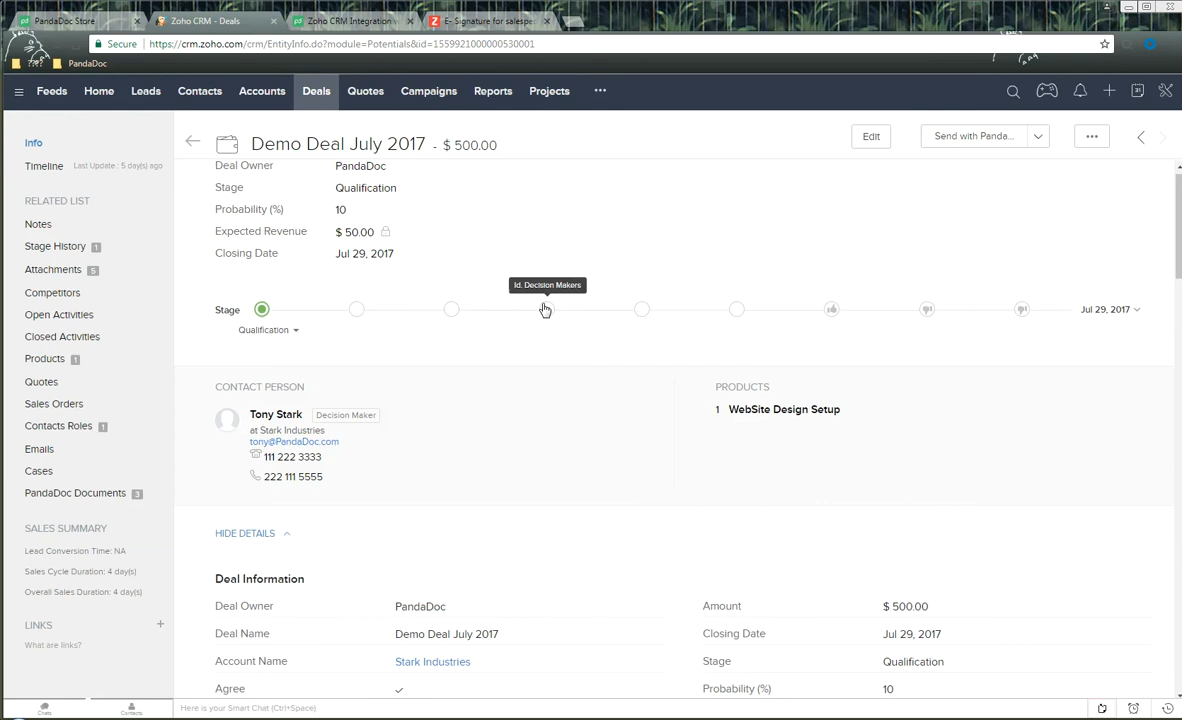 PandaDoc Store
Zoho CRM - Deals
Zoho CRM Integration w
E- Signature for salespe
Secure
https://crm.zoho.com/crm/EntityInfo.do?module=Potentials&id=1559921000000530001
????
PandaDoc
Feeds
Home
Leads
Contacts
Accounts
Deals
Quotes
Campaigns
Reports
Projects
31
Info
Timeline
Last Update : 5 day(s) ago
RELATED LIST
Notes
Stage History 1
Attachments 5
Competitors
Open Activities
Closed Activities
Products 1
Quotes
Sales Orders
Contacts Roles 1
Emails
Cases
PandaDoc Documents 3
SALES SUMMARY
Lead Conversion Time: NA
Sales Cycle Duration: 4 day(s)
Overall Sales Duration: 4 day(s)
LINKS
What are links?
Demo Deal July 2017 - $ 500.00
Edit
Send with Panda...
Deal Owner PandaDoc
Stage Qualification
Probability (%) 10
Expected Revenue $ 50.00
Closing Date Jul 29, 2017
Id. Decision Makers
Stage
Jul 29, 2017
Qualification
CONTACT PERSON
Tony Stark Decision Maker
at Stark Industries
tony@PandaDoc.com
111 222 3333
222 111 5555
PRODUCTS
1 WebSite Design Setup
HIDE DETAILS
Deal Information
Deal Owner PandaDoc
Amount $ 500.00
Deal Name Demo Deal July 2017
Closing Date Jul 29, 2017
Account Name Stark Industries
Stage Qualification
Agree
Probability (%) 10
Chats
Contacts
Here is your Smart Chat (Ctrl+Space)